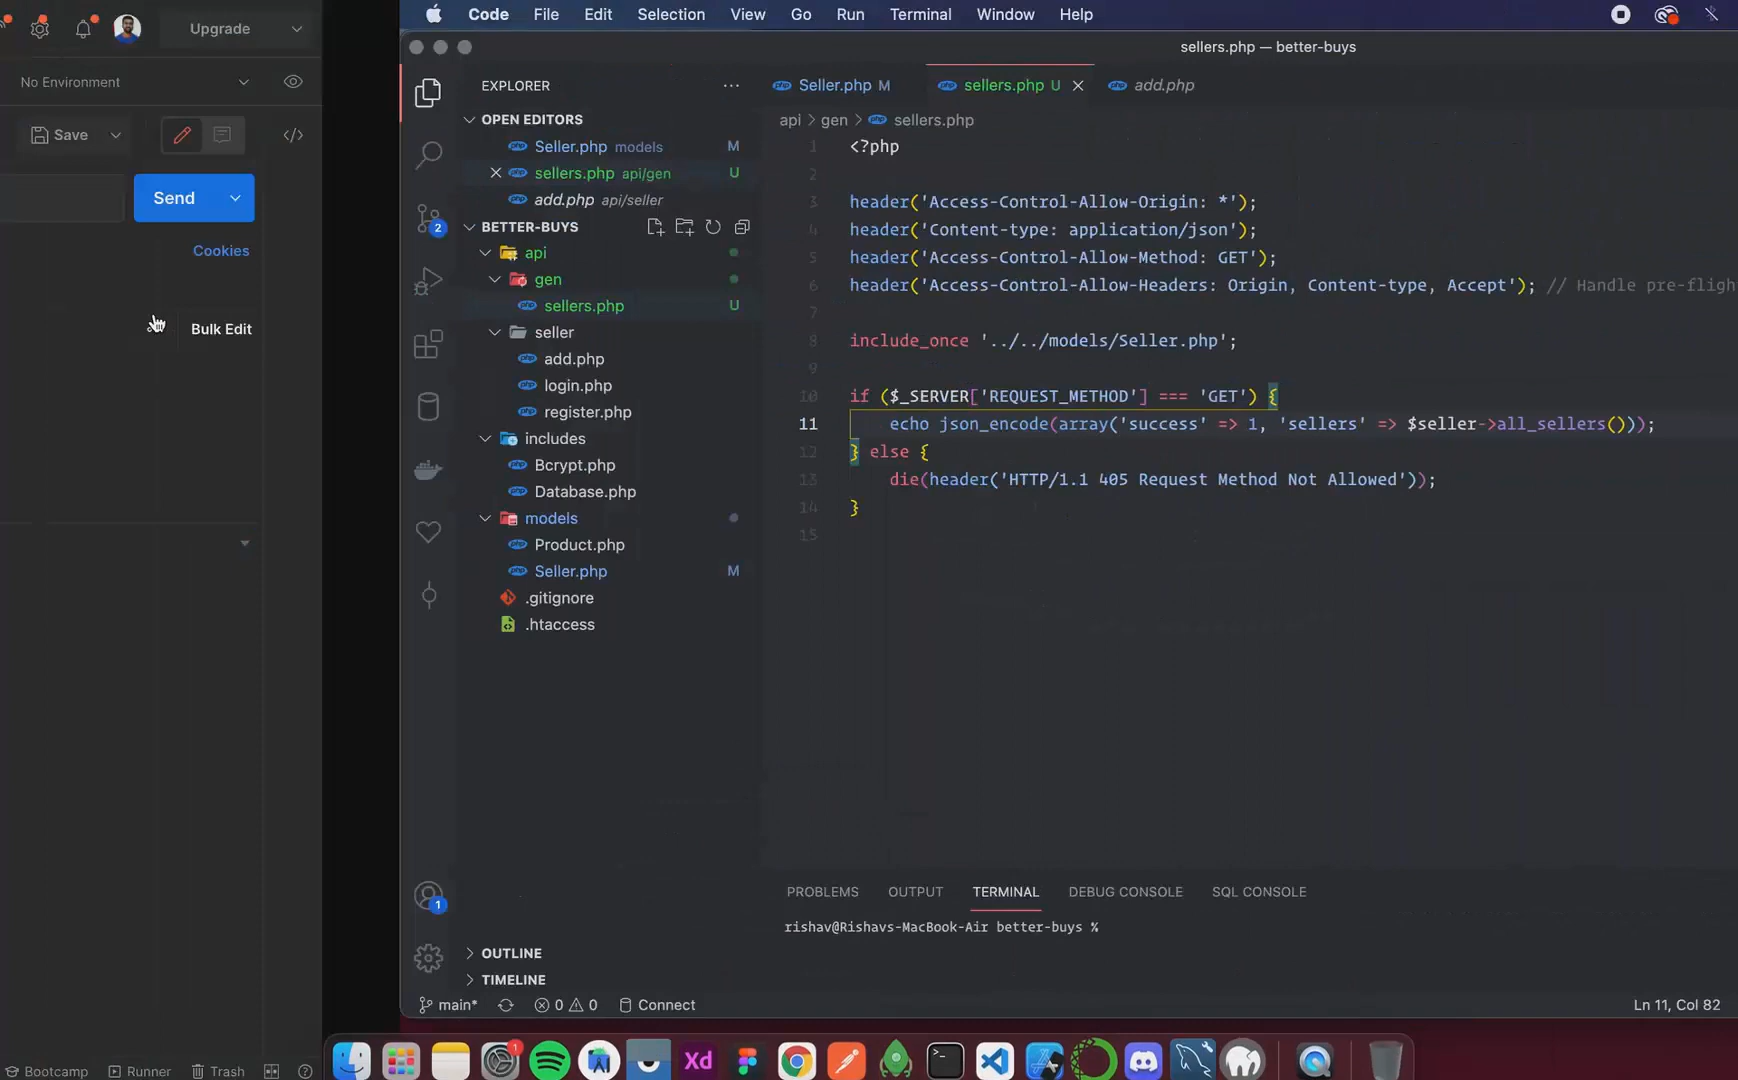 Upgrade
No Environment
Save
</>
Send
Cookies
Bulk Edit
Bootcamp Runner Trash
Code File Edit Selection View Go Run Terminal Window Help
sellers.php — better-buys
EXPLORER
OPEN EDITORS
Seller.php models M
sellers.php api/gen U
add.php api/seller
BETTER-BUYS
2
api
gen
sellers.php U
seller
add.php
login.php
register.php
includes
Bcrypt.php
Database.php
models
Product.php
Seller.php M
.gitignore
.htaccess
1
OUTLINE
TIMELINE
Seller.php M sellers.php U add.php
api > gen > sellers.php
1 <?php
2
3 header('Access-Control-Allow-Origin: *');
4 header('Content-type: application/json');
5 header('Access-Control-Allow-Method: GET');
6 header('Access-Control-Allow-Headers: Origin, Content-type, Accept'); // Handle pre-fligh
7
8 include_once '../../models/Seller.php';
9
10 if ($_SERVER['REQUEST_METHOD'] === 'GET') {
11 echo json_encode(array('success' => 1, 'sellers' => $seller->all_sellers()));
12 } else {
13 die(header('HTTP/1.1 405 Request Method Not Allowed'));
14 }
15
PROBLEMS OUTPUT TERMINAL DEBUG CONSOLE SQL CONSOLE
rishav@Rishavs-MacBook-Air better-buys %
main* 0 0 Connect Ln 11, Col 82
1
Xd